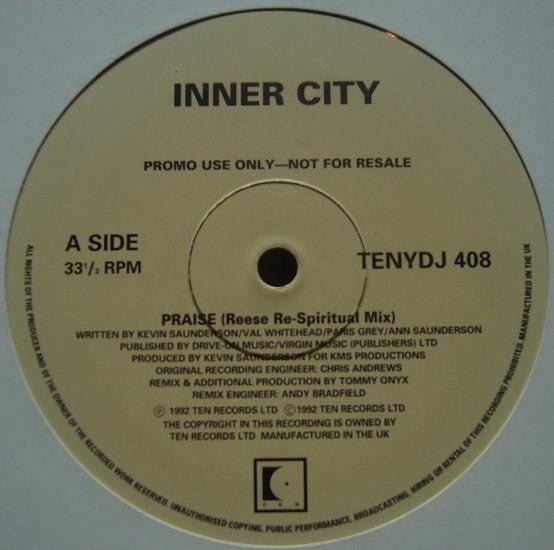 INNER CITY
PROMO USE ONLY—NOT FOR RESALE
A SIDE
33 1/3 RPM
TENYDJ 408
PRAISE (Reese Re-Spiritual Mix)
WRITTEN BY KEVIN SAUNDERSON/VAL WHITEHEAD/PARIS GREY/ANN SAUNDERSON
PUBLISHED BY DRIVE-ON MUSIC/VIRGIN MUSIC (PUBLISHERS) LTD
PRODUCED BY KEVIN SAUNDERSON FOR KMS PRODUCTIONS
ORIGINAL RECORDING ENGINEER: CHRIS ANDREWS
REMIX & ADDITIONAL PRODUCTION BY TOMMY ONYX
REMIX ENGINEER: ANDY BRADFIELD
Ⓟ 1992 TEN RECORDS LTD ©1992 TEN RECORDS LTD
THE COPYRIGHT IN THIS RECORDING IS OWNED BY
TEN RECORDS LTD MANUFACTURED IN THE UK
TEN
ALL RIGHTS OF THE PRODUCER AND OF THE OWNER OF THE RECORDED WORK RESERVED. UNAUTHORISED COPYING, PUBLIC PERFORMANCE, BROADCASTING, HIRING OR RENTAL OF THIS RECORDING PROHIBITED. MANUFACTURED IN THE UK